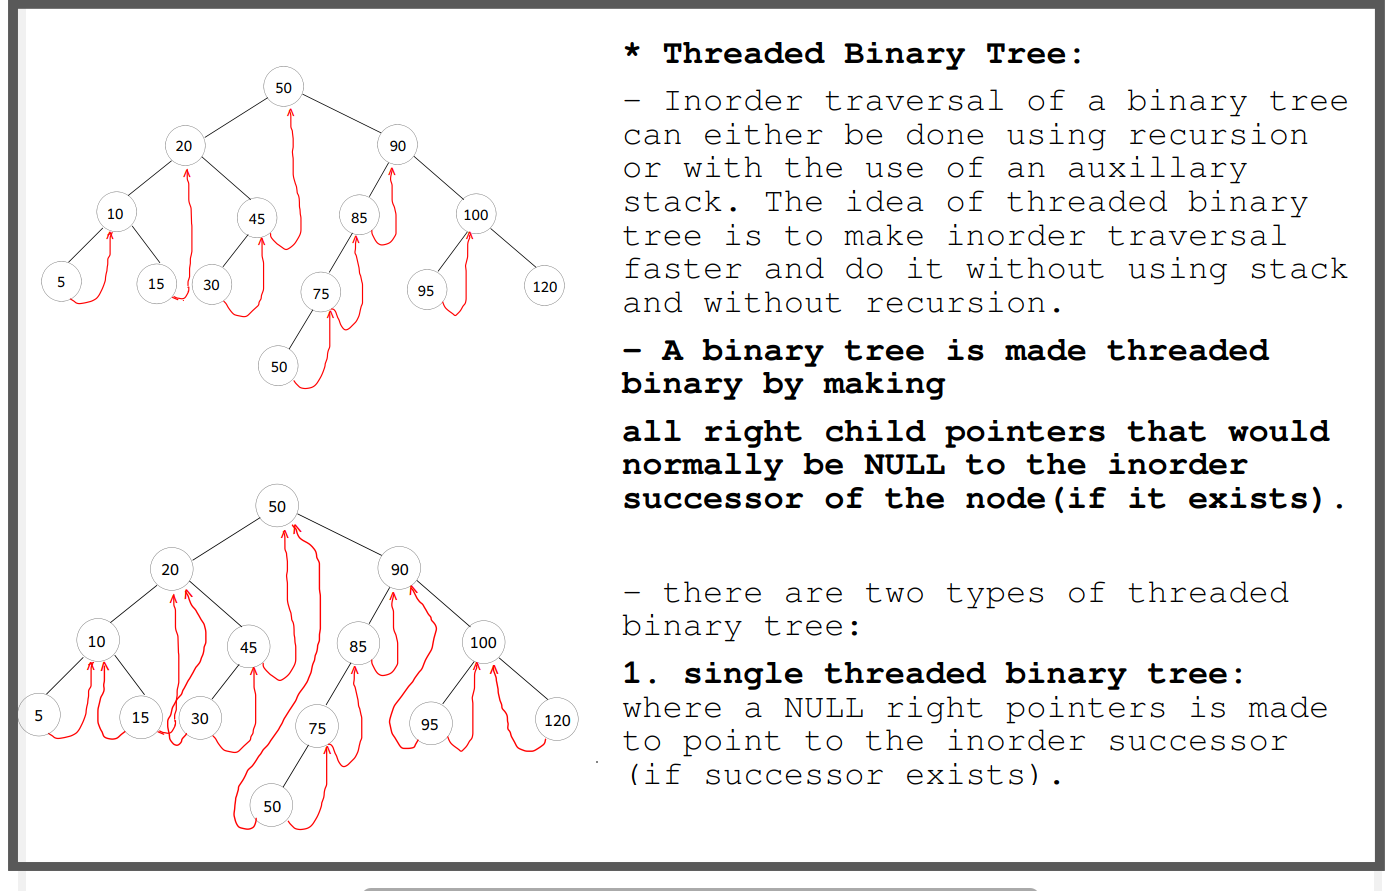 * Threaded Binary Tree:
- Inorder traversal of a binary tree
can either be done using recursion
or with the use of an auxillary
stack. The idea of threaded binary
tree is to make inorder traversal
faster and do it without using stack
and without recursion.
- A binary tree is made threaded
binary by making
all right child pointers that would
normally be NULL to the inorder
successor of the node(if it exists).
- there are two types of threaded
binary tree:
1. single threaded binary tree:
where a NULL right pointers is made
to point to the inorder successor
(if successor exists).
50
20 90
10 45 85 100
5 15 30 75 95 120
50
50
20 90
10 45 85 100
5 15 30 75 95 120
50